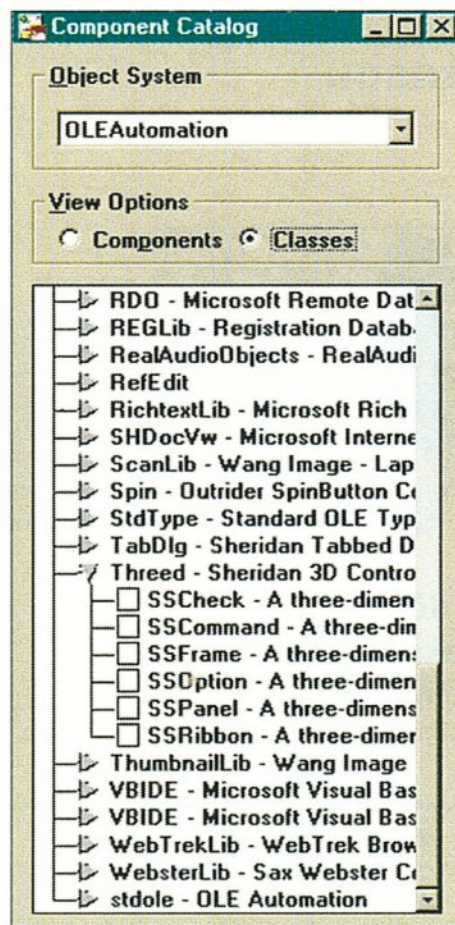 Component Catalog
Object System
OLEAutomation
View Options
Components Classes
RDO - Microsoft Remote Dat
REGLib - Registration Datab
RealAudioObjects - RealAudi
RefEdit
RichtextLib - Microsoft Rich
SHDocVw - Microsoft Interne
ScanLib - Wang Image - Lap
Spin - Outrider SpinButton Co
StdType - Standard OLE Typ
TabDlg - Sheridan Tabbed D
Threed - Sheridan 3D Contro
SSCheck - A three-dimen
SSCommand - A three-dim
SSFrame - A three-dimens
SSOption - A three-dimen
SSPanel - A three-dimens
SSRibbon - A three-dimen
ThumbnailLib - Wang Image
VBIDE - Microsoft Visual Bas
VBIDE - Microsoft Visual Bas
WebTrekLib - WebTrek Brow
WebsterLib - Sax Webster Co
stdole - OLE Automation